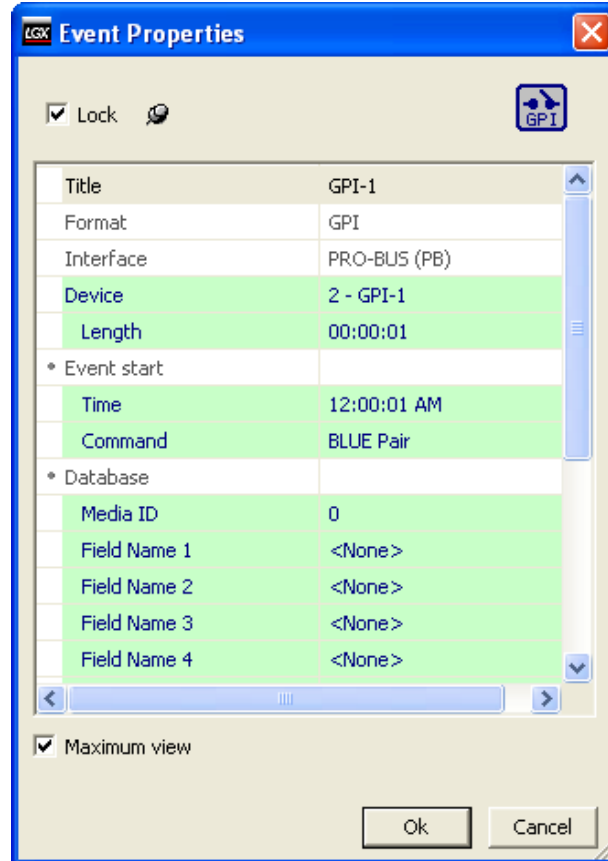 LGX Event Properties
Lock
GPI
Title GPI-1
Format GPI
Interface PRO-BUS (PB)
Device 2 - GPI-1
Length 00:00:01
Event start
Time 12:00:01 AM
Command BLUE Pair
Database
Media ID 0
Field Name 1 <None>
Field Name 2 <None>
Field Name 3 <None>
Field Name 4 <None>
Maximum view
Ok Cancel